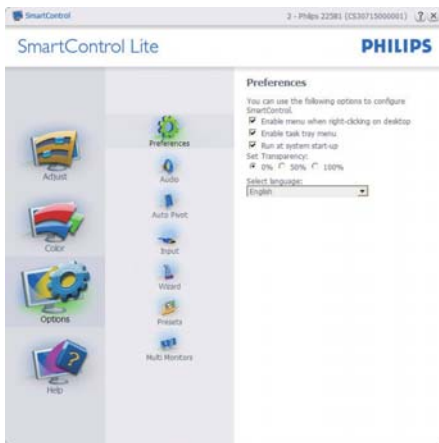 SmartControl
2 - Philips 225B1 (CS30715000001)
SmartControl Lite
PHILIPS
Adjust
Color
Options
Help
Preferences
Audio
Auto Pivot
Input
Wizard
Presets
Multi Monitors
Preferences
You can use the following options to configure
SmartControl.
Enable menu when right-clicking on desktop
Enable task tray menu
Run at system start-up
Set Transparency:
0% 50% 100%
Select language:
English